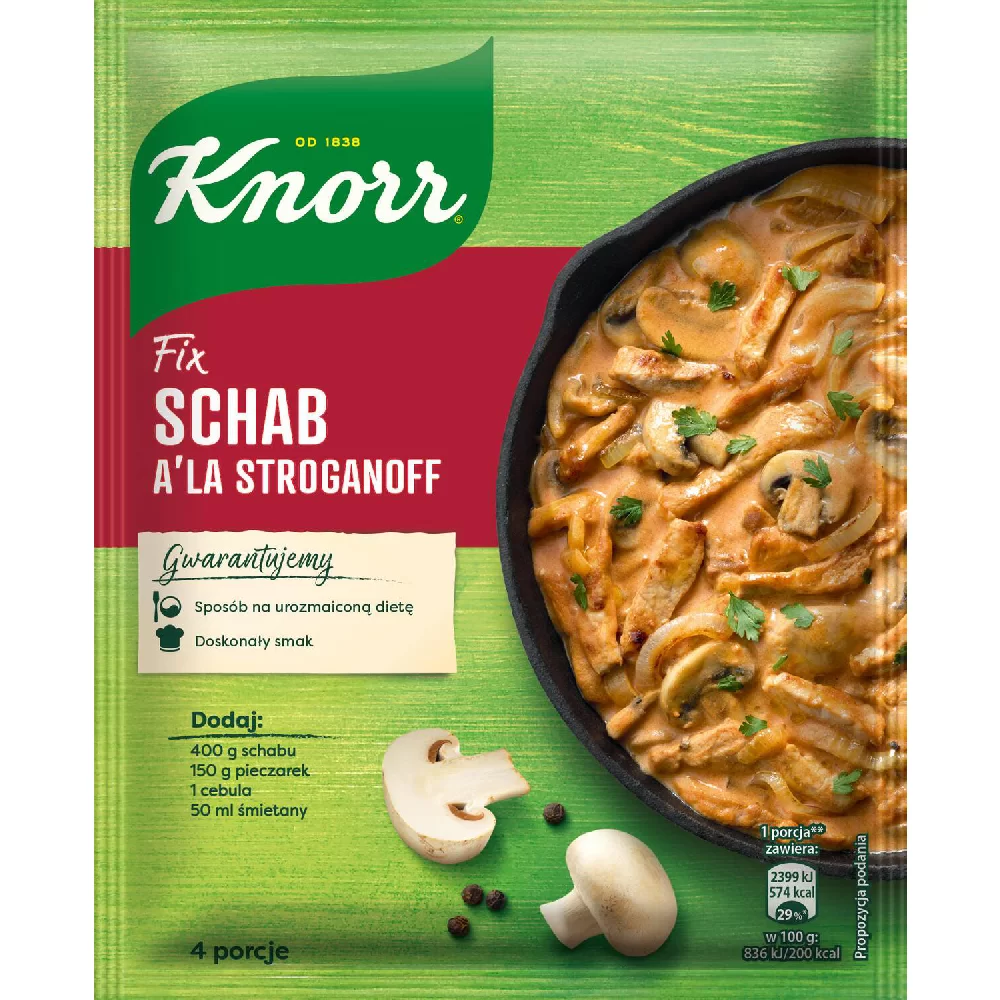 OD 1838
Knorr®
Fix
SCHAB
A'LA STROGANOFF
Gwarantujemy
Sposób na urozmaiconą dietę
Doskonały smak
Dodaj:
400 g schabu
150 g pieczarek
1 cebula
50 ml śmietany
4 porcje
1 porcja**
zawiera:
2399 kJ
574 kcal
29%*
w 100 g:
836 kJ/200 kcal
Propozycja podania